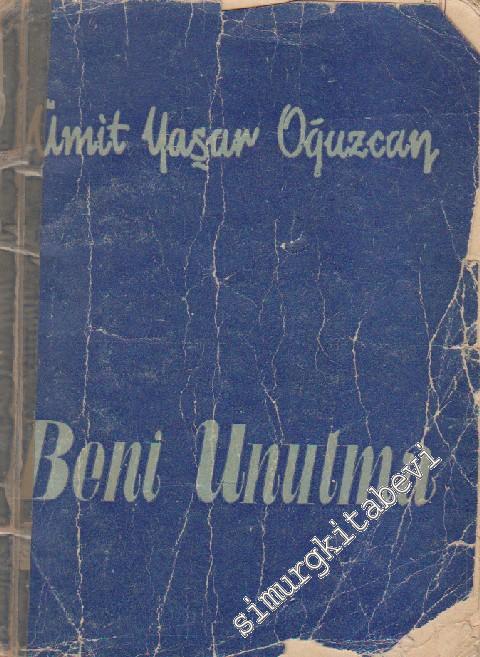 Ümit Yaşar Oğuzcan
Beni Unutma
simurgkitabevi